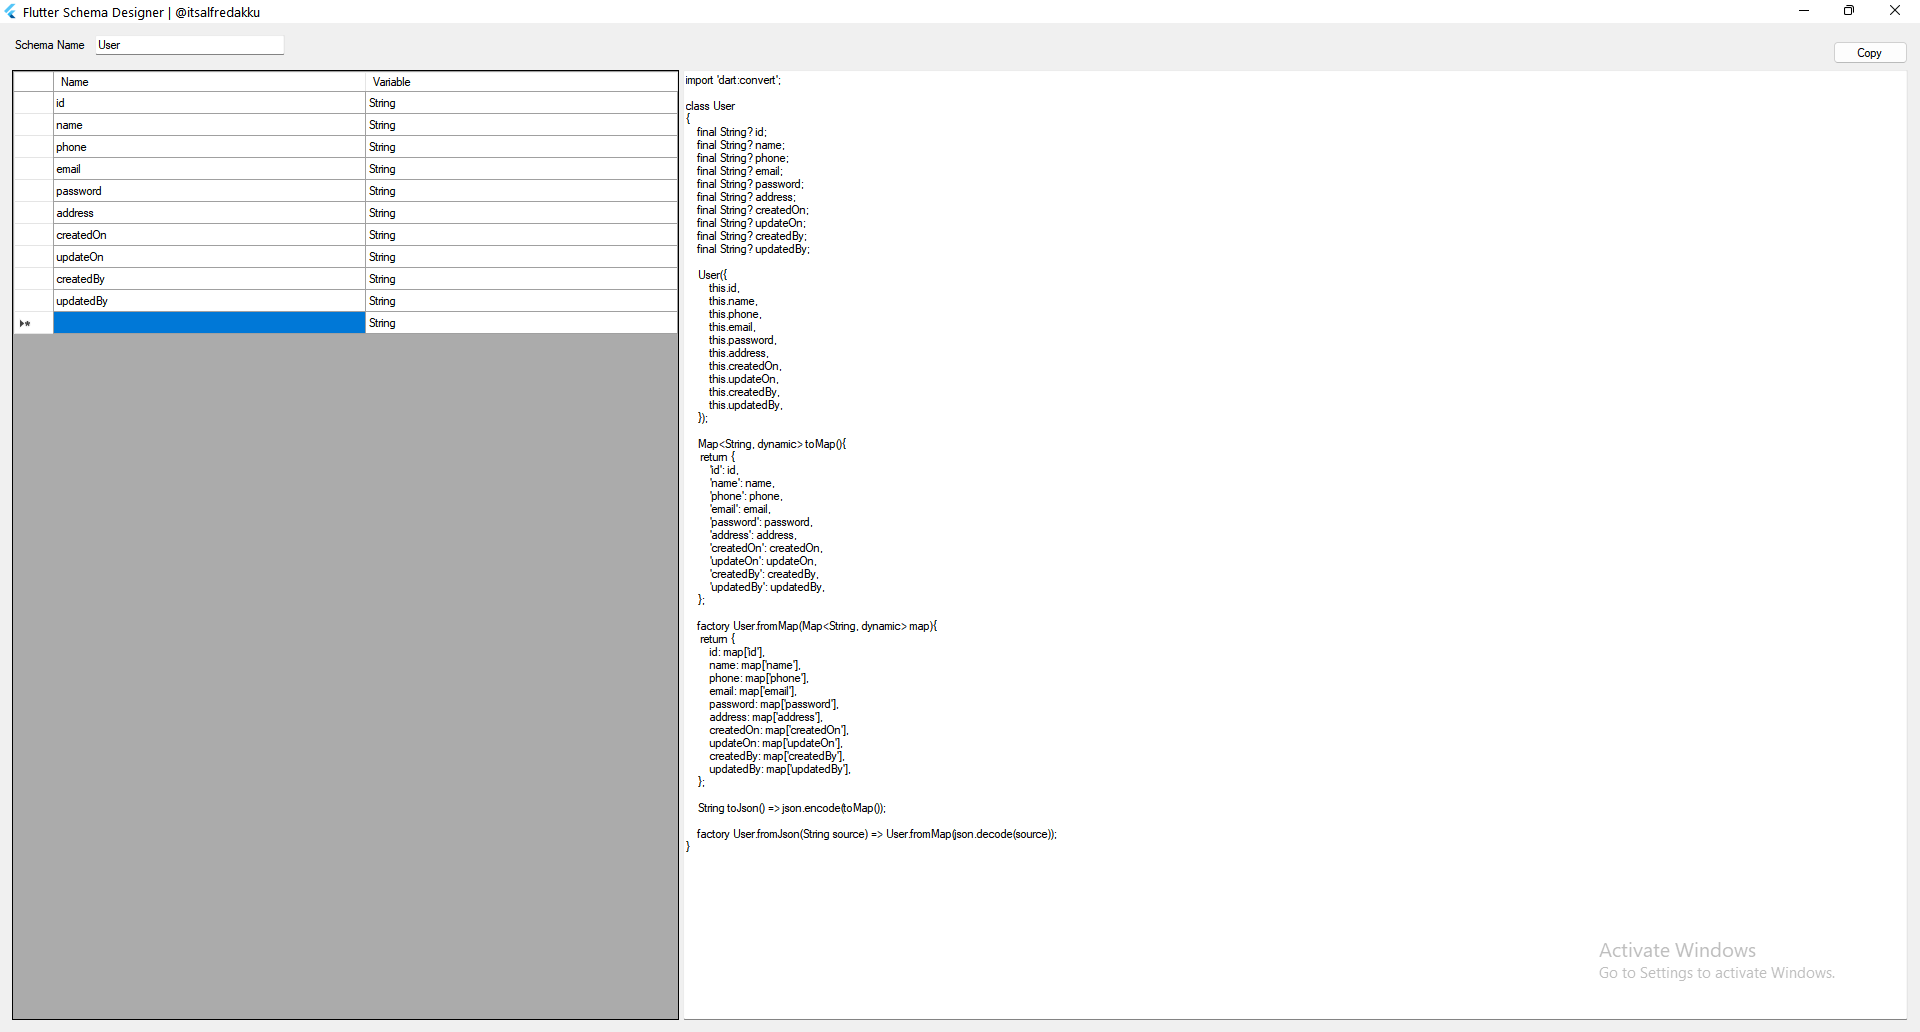 Flutter Schema Designer | @itsalfredakku
Schema Name User
Copy
Name Variable
id String
name String
phone String
email String
password String
address String
createdOn String
updateOn String
createdBy String
updatedBy String
String
import 'dart:convert';
class User
{
final String? id;
final String? name;
final String? phone;
final String? email;
final String? password;
final String? address;
final String? createdOn;
final String? updateOn;
final String? createdBy;
final String? updatedBy;
User({
this.id,
this.name,
this.phone,
this.email,
this.password,
this.address,
this.createdOn,
this.updateOn,
this.createdBy,
this.updatedBy,
});
Map<String, dynamic> toMap(){
return {
'id': id,
'name': name,
'phone': phone,
'email': email,
'password': password,
'address': address,
'createdOn': createdOn,
'updateOn': updateOn,
'createdBy': createdBy,
'updatedBy': updatedBy,
};
factory User.fromMap(Map<String, dynamic> map){
return {
id: map['id'],
name: map['name'],
phone: map['phone'],
email: map['email'],
password: map['password'],
address: map['address'],
createdOn: map['createdOn'],
updateOn: map['updateOn'],
createdBy: map['createdBy'],
updatedBy: map['updatedBy'],
};
String toJson() => json.encode(toMap());
factory User.fromJson(String source) => User.fromMap(json.decode(source));
}
Activate Windows
Go to Settings to activate Windows.